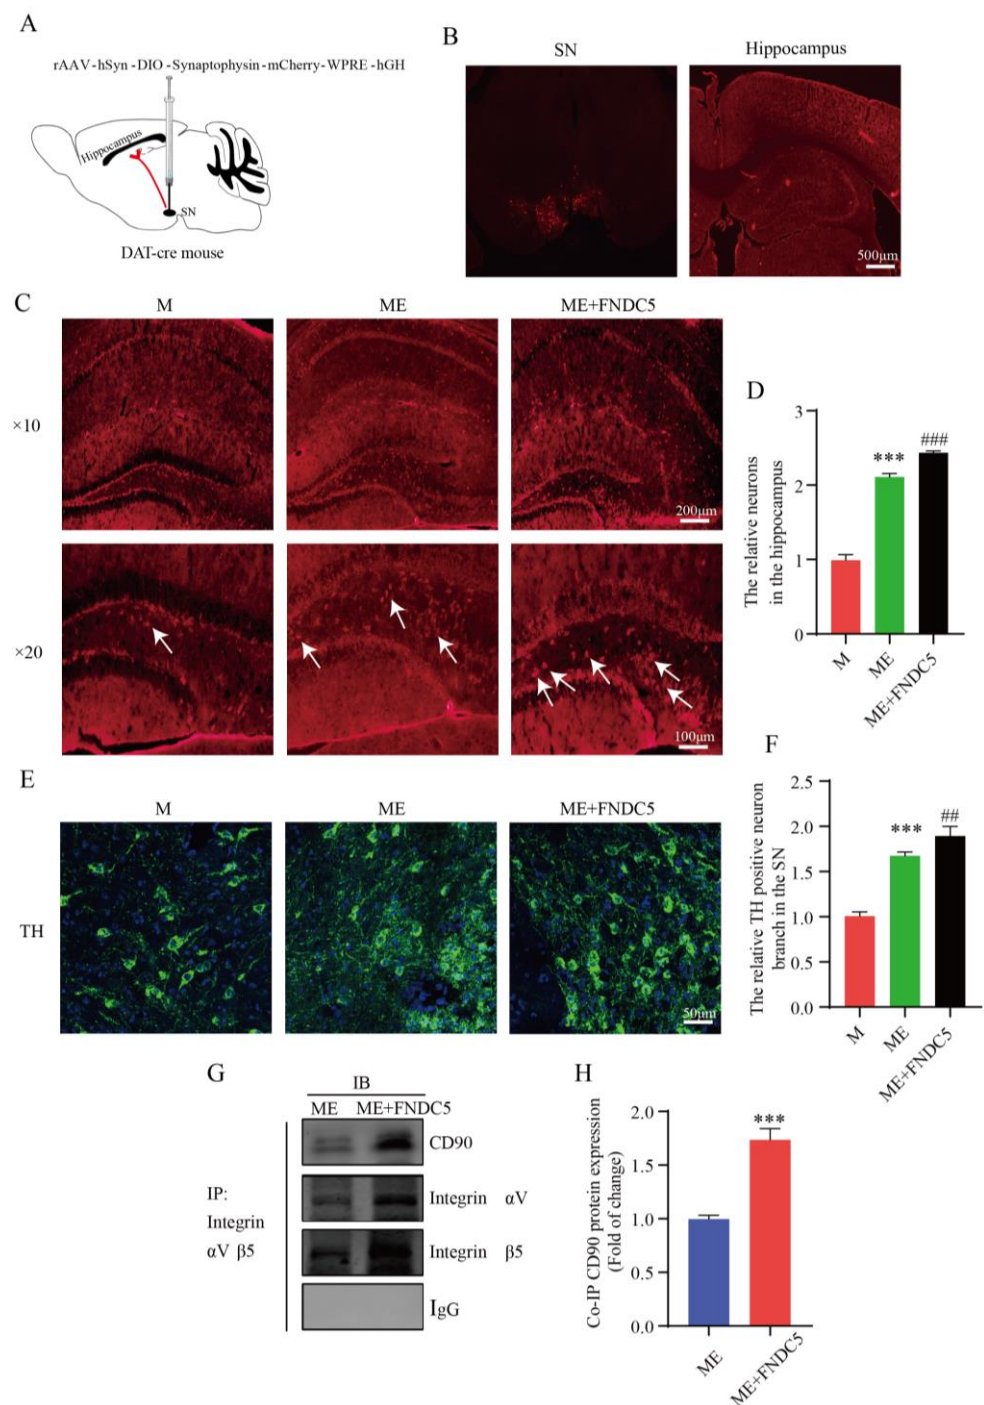 A
rAAV-hSyn-DIO-Synaptophysin-mCherry-WPRE-hGH
Hippocampus
SN
DAT-cre mouse
B
SN
Hippocampus
500μm
C
M
ME
ME+FNDC5
×10
200μm
×20
100μm
D
The relative neurons
in the hippocampus
3
2
1
0
***
###
M
ME
ME+FNDC5
E
M
ME
ME+FNDC5
TH
50μm
F
The relative TH positive neuron
branch in the SN
2.5
2.0
1.5
1.0
0.5
0.0
***
##
M
ME
ME+FNDC5
G
IB
ME ME+FNDC5
CD90
IP:
Integrin
αV β5
Integrin αV
Integrin β5
IgG
H
Co-IP CD90 protein expression
(Fold of change)
2.0
1.5
1.0
0.5
0.0
***
ME
ME+FNDC5